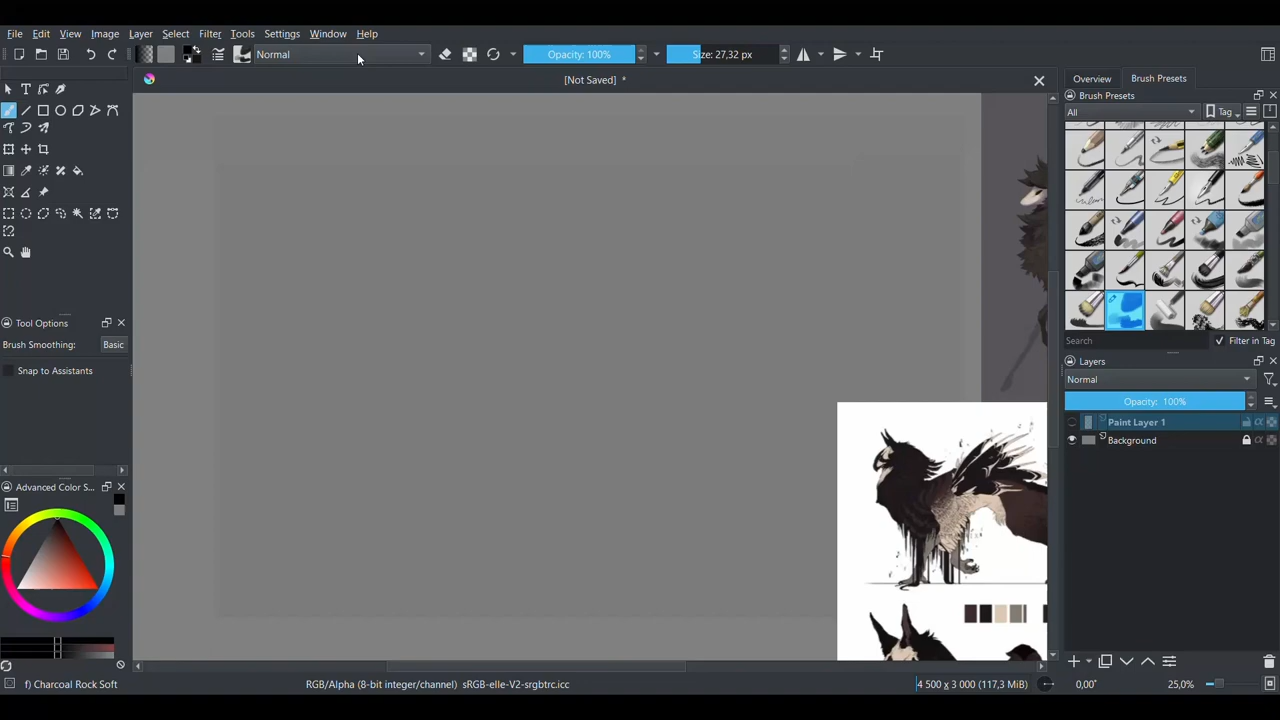 File Edit View Image Layer Select Filter Tools Settings Window Help
Normal Opacity: 100% Size: 27,32 px
[Not Saved] *
Overview Brush Presets
Brush Presets
All Tag
Search Filter in Tag
Tool Options
Brush Smoothing: Basic
Snap to Assistants
Layers
Normal
Opacity: 100%
Paint Layer 1
Background
Advanced Color S...
f) Charcoal Rock Soft RGB/Alpha (8-bit integer/channel) sRGB-elle-V2-srgbtrc.icc 4 500 x 3 000 (117,3 MiB) 0,00° 25,0%